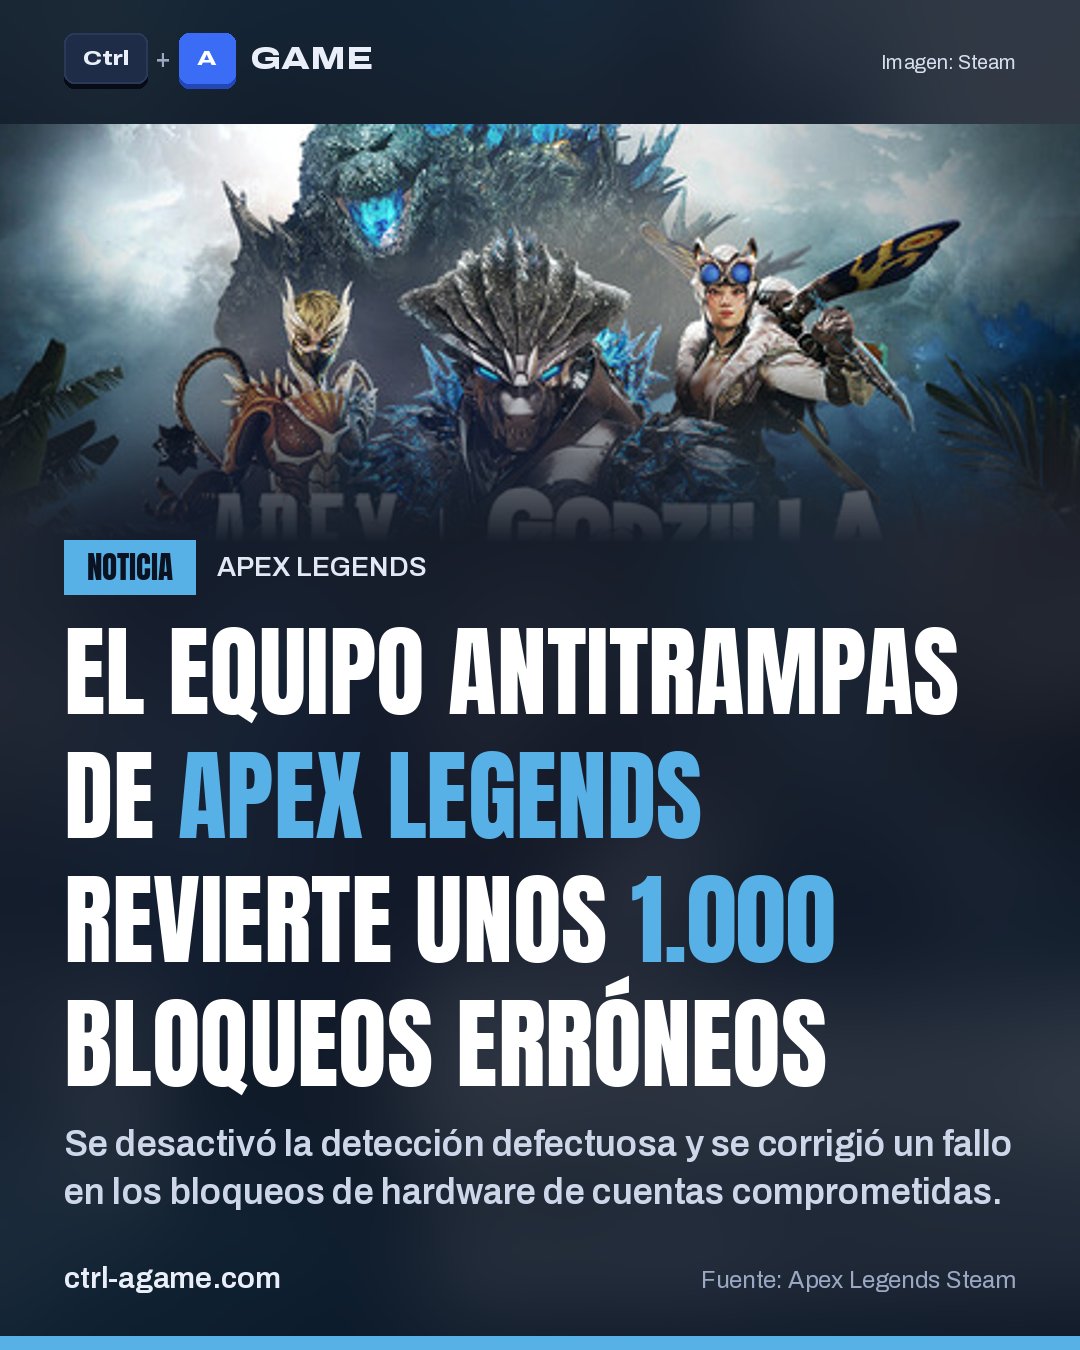 Ctrl + A GAME
Imagen: Steam
APEX | GODZILLA
NOTICIA APEX LEGENDS
EL EQUIPO ANTITRAMPAS
DE APEX LEGENDS
REVIERTE UNOS 1.000
BLOQUEOS ERRÓNEOS
Se desactivó la detección defectuosa y se corrigió un fallo
en los bloqueos de hardware de cuentas comprometidas.
ctrl-agame.com
Fuente: Apex Legends Steam